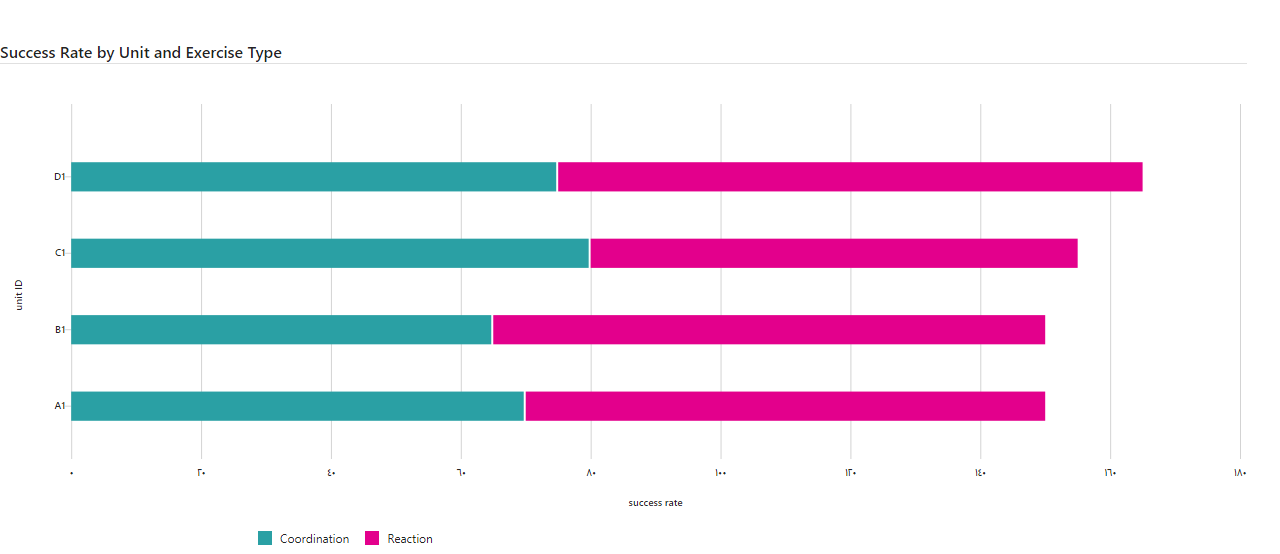 Success Rate by Unit and Exercise Type
D1
C1
B1
A1
unit ID
٠ ٢٠ ٤٠ ٦٠ ٨٠ ١٠٠ ١٢٠ ١٤٠ ١٦٠ ١٨٠
success rate
Coordination Reaction